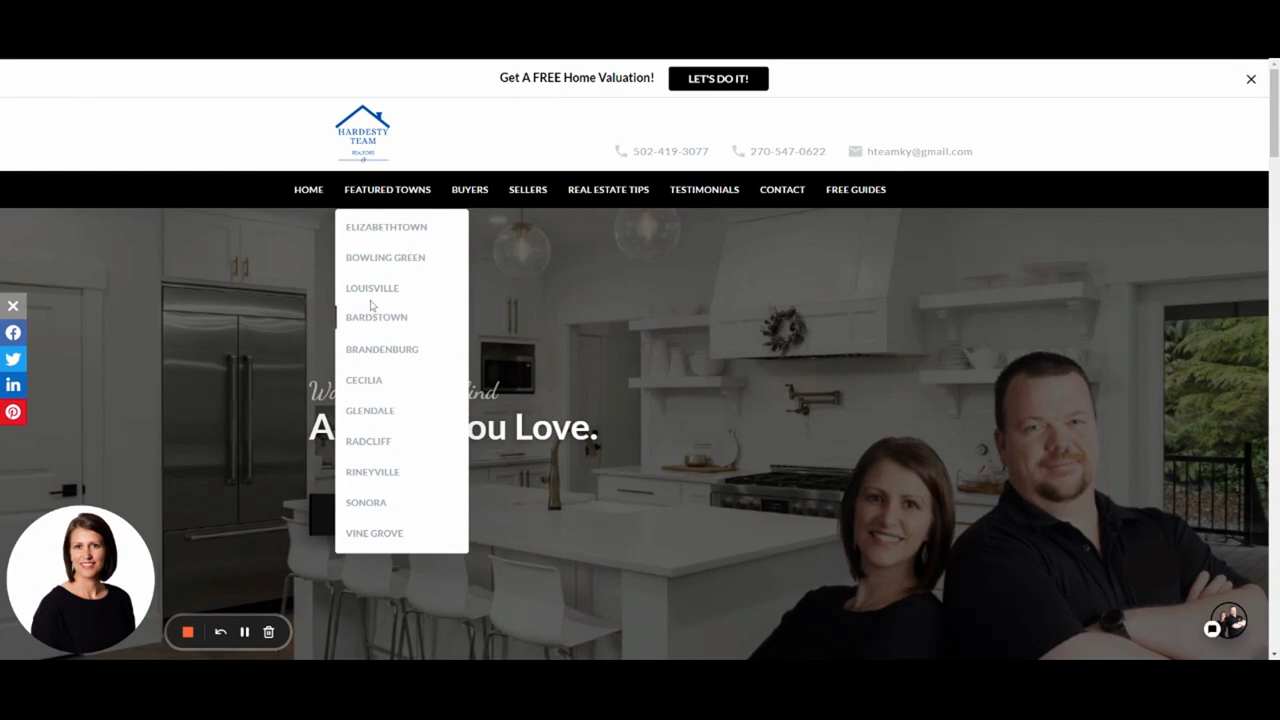 Get A FREE Home Valuation! LET'S DO IT!
HARDESTY
TEAM
REALTORS
502-419-3077 270-547-0622 hteamky@gmail.com
HOME FEATURED TOWNS BUYERS SELLERS REAL ESTATE TIPS TESTIMONIALS CONTACT FREE GUIDES
ELIZABETHTOWN
BOWLING GREEN
LOUISVILLE
BARDSTOWN
BRANDENBURG
CECILIA
GLENDALE
RADCLIFF
RINEYVILLE
SONORA
VINE GROVE
ou Love.